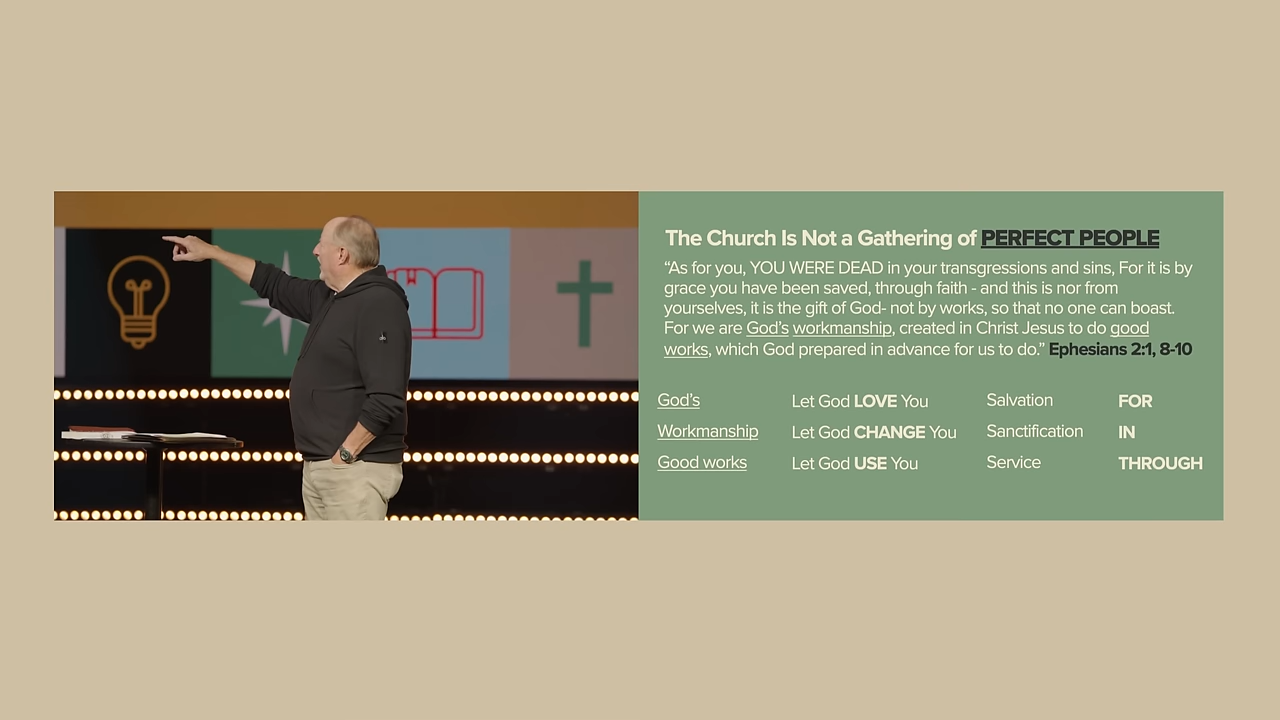 The Church Is Not a Gathering of PERFECT PEOPLE
“As for you, YOU WERE DEAD in your transgressions and sins, For it is by
grace you have been saved, through faith - and this is nor from
yourselves, it is the gift of God- not by works, so that no one can boast.
For we are God’s workmanship, created in Christ Jesus to do good
works, which God prepared in advance for us to do.” Ephesians 2:1, 8-10
God’s Let God LOVE You Salvation FOR
Workmanship Let God CHANGE You Sanctification IN
Good works Let God USE You Service THROUGH